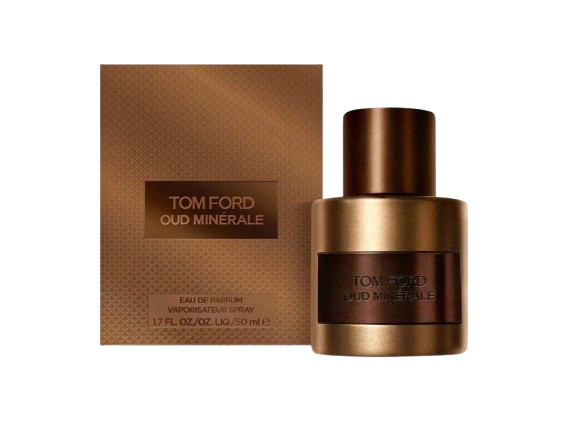 TOM FORD
OUD MINÉRALE
EAU DE PARFUM
VAPORISATEUR SPRAY
1.7 FL. OZ./OZ. LIQ./50 ml ℮
TOM FORD
OUD MINÉRALE